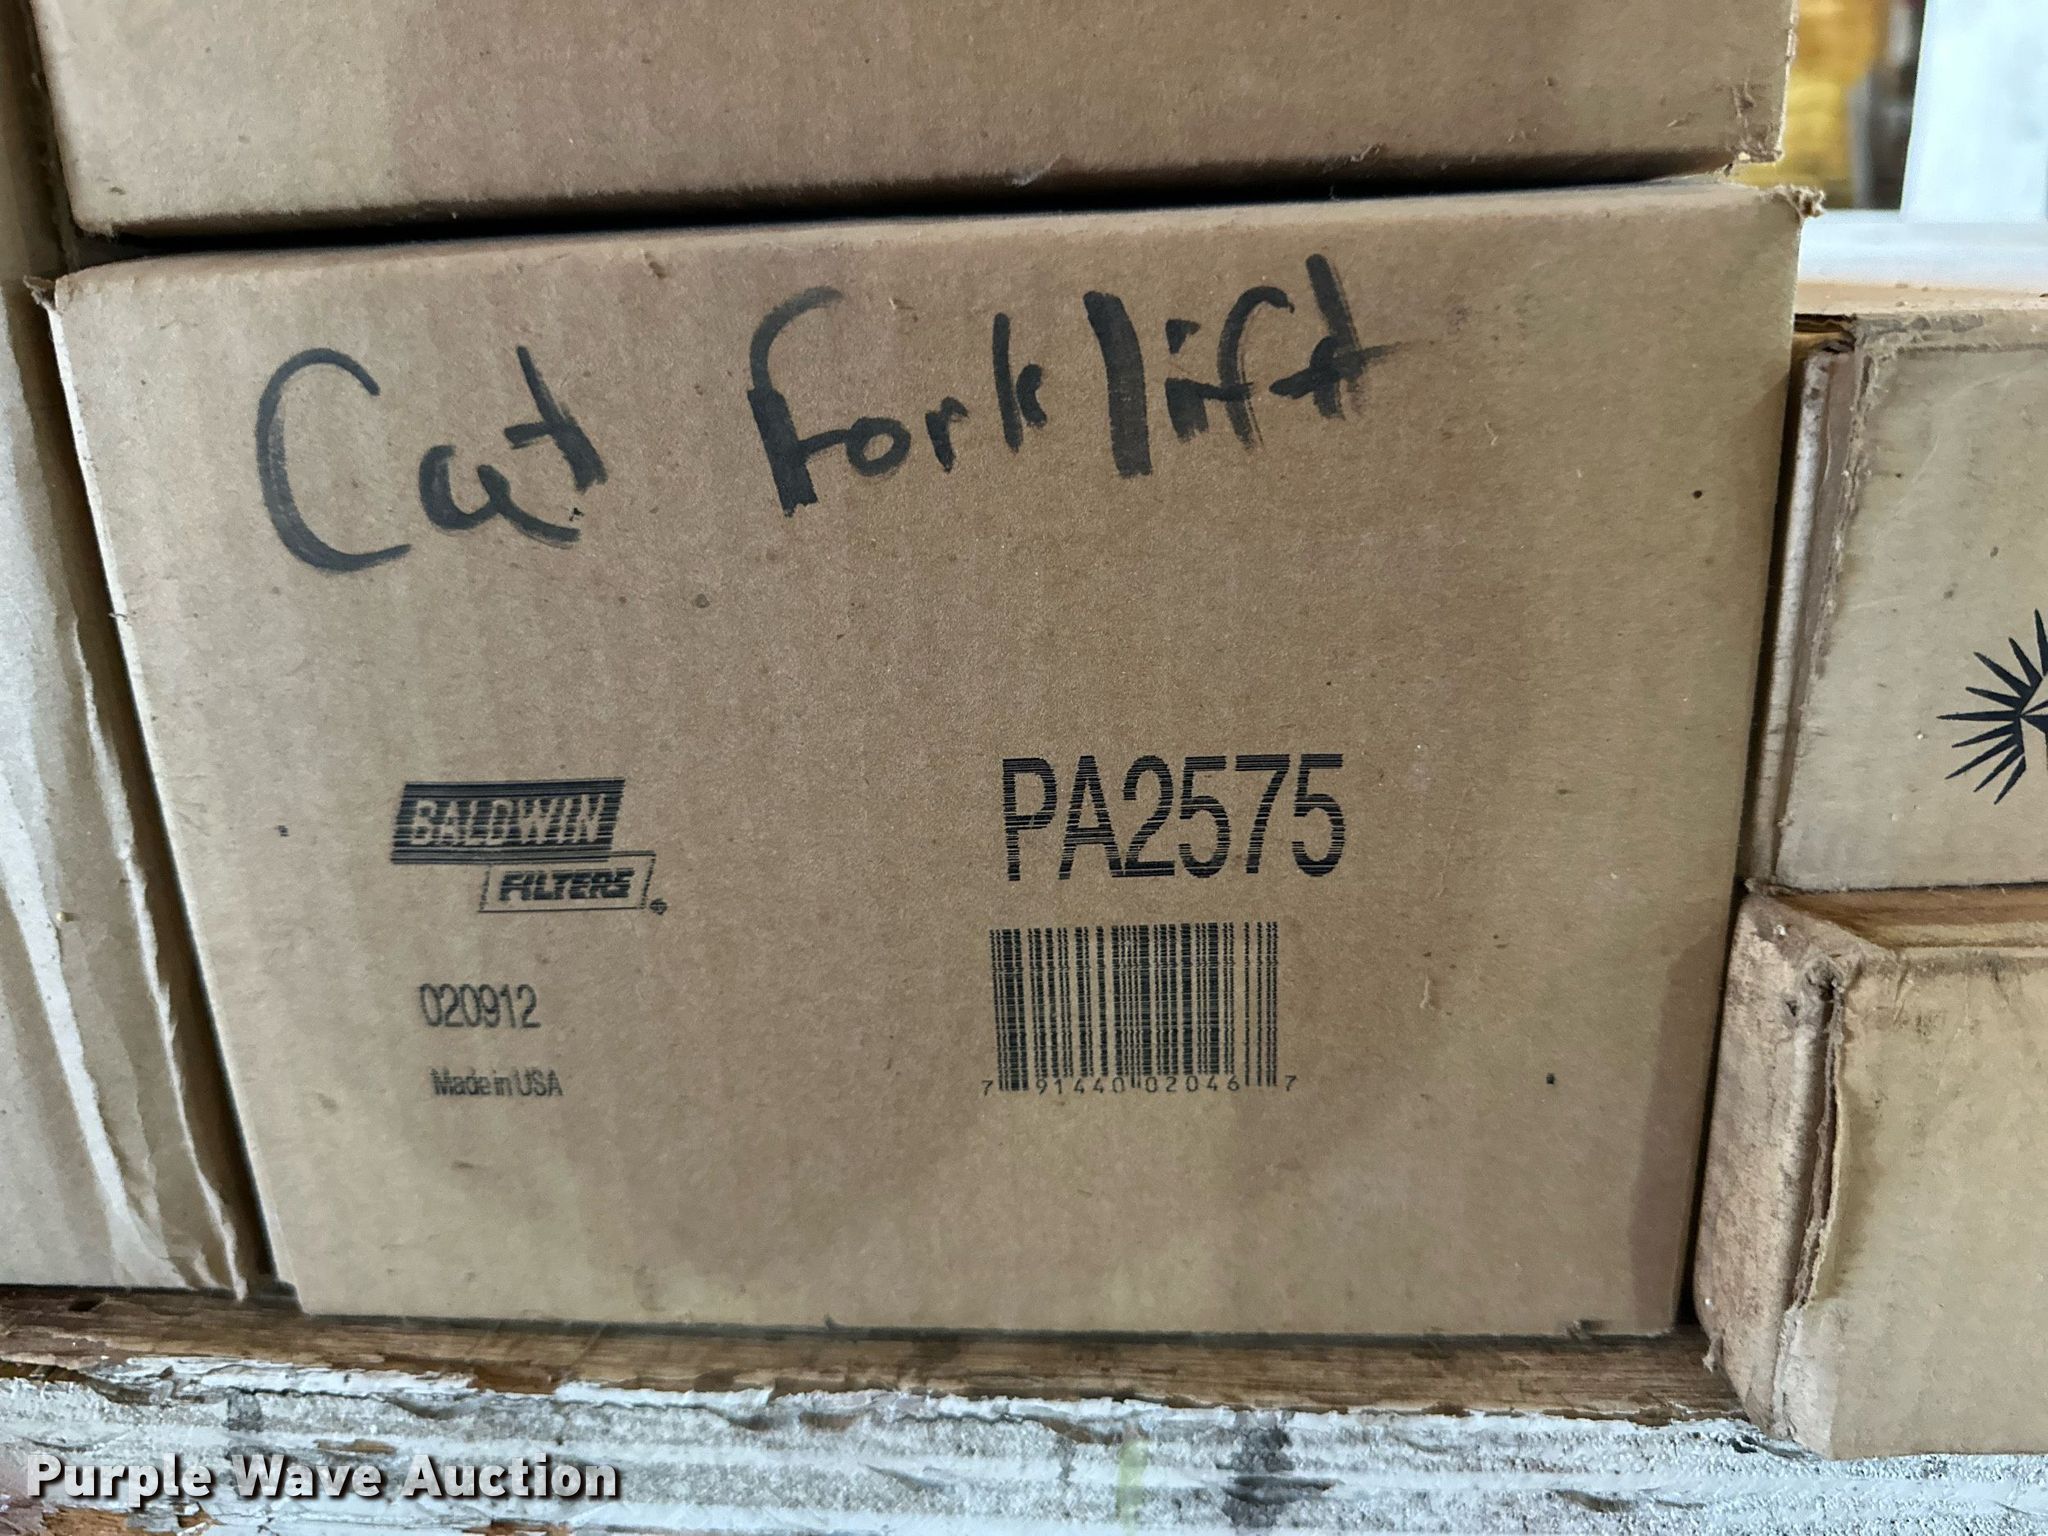 Cat Forklift
BALDWIN
FILTERS
PA2575
020912
Made in USA
7 91440 02046 7
Purple Wave Auction